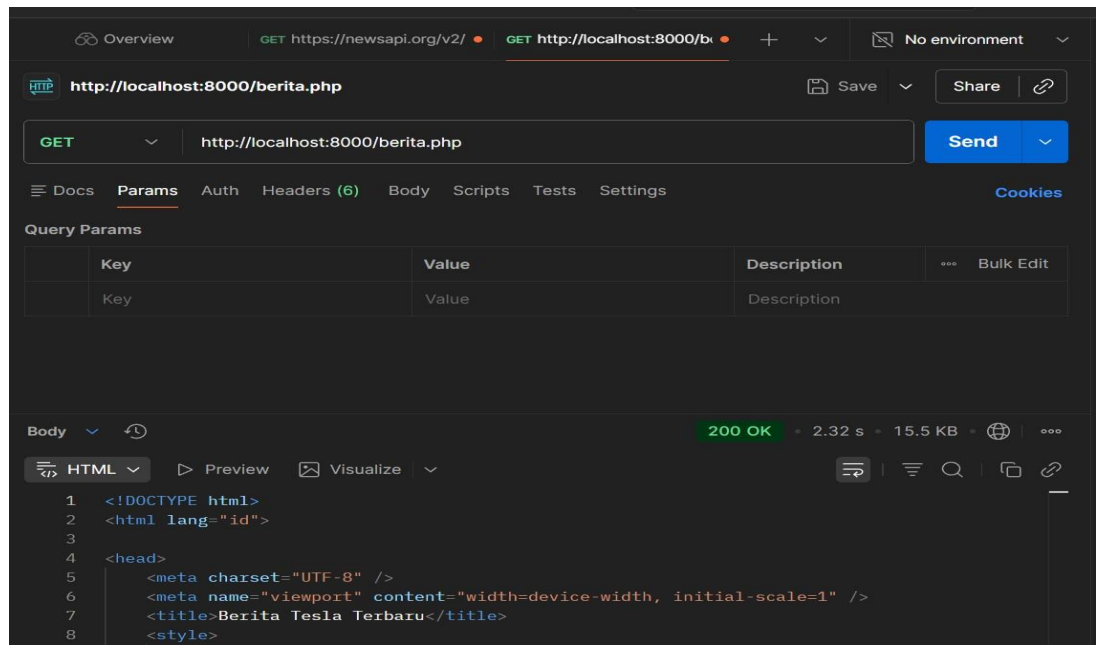 Overview GET https://newsapi.org/v2/ GET http://localhost:8000/b No environment
HTTP http://localhost:8000/berita.php Save Share
GET http://localhost:8000/berita.php Send
Docs Params Auth Headers (6) Body Scripts Tests Settings Cookies
Query Params
Key Value Description Bulk Edit
Key Value Description
Body 200 OK 2.32 s 15.5 KB
HTML Preview Visualize
1 <!DOCTYPE html>
2 <html lang="id">
3
4 <head>
5 <meta charset="UTF-8" />
6 <meta name="viewport" content="width=device-width, initial-scale=1" />
7 <title>Berita Tesla Terbaru</title>
8 <style>